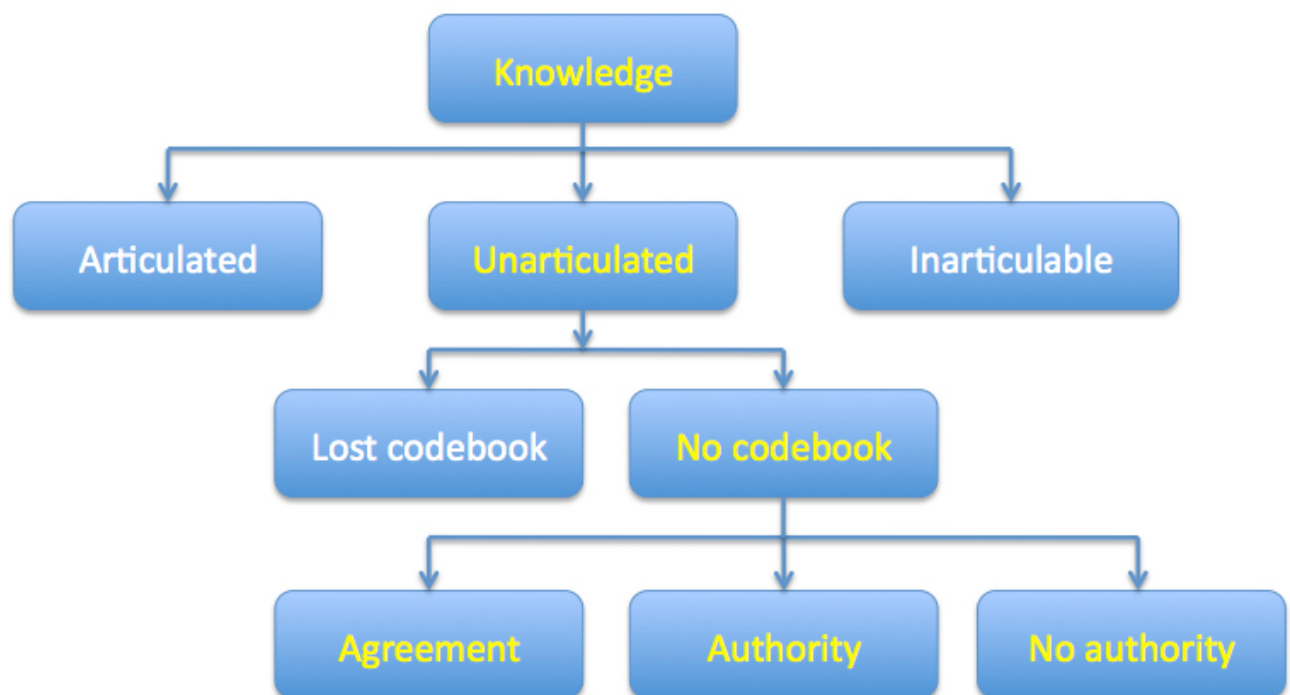 Knowledge
Articulated
Unarticulated
Inarticulable
Lost codebook
No codebook
Agreement
Authority
No authority